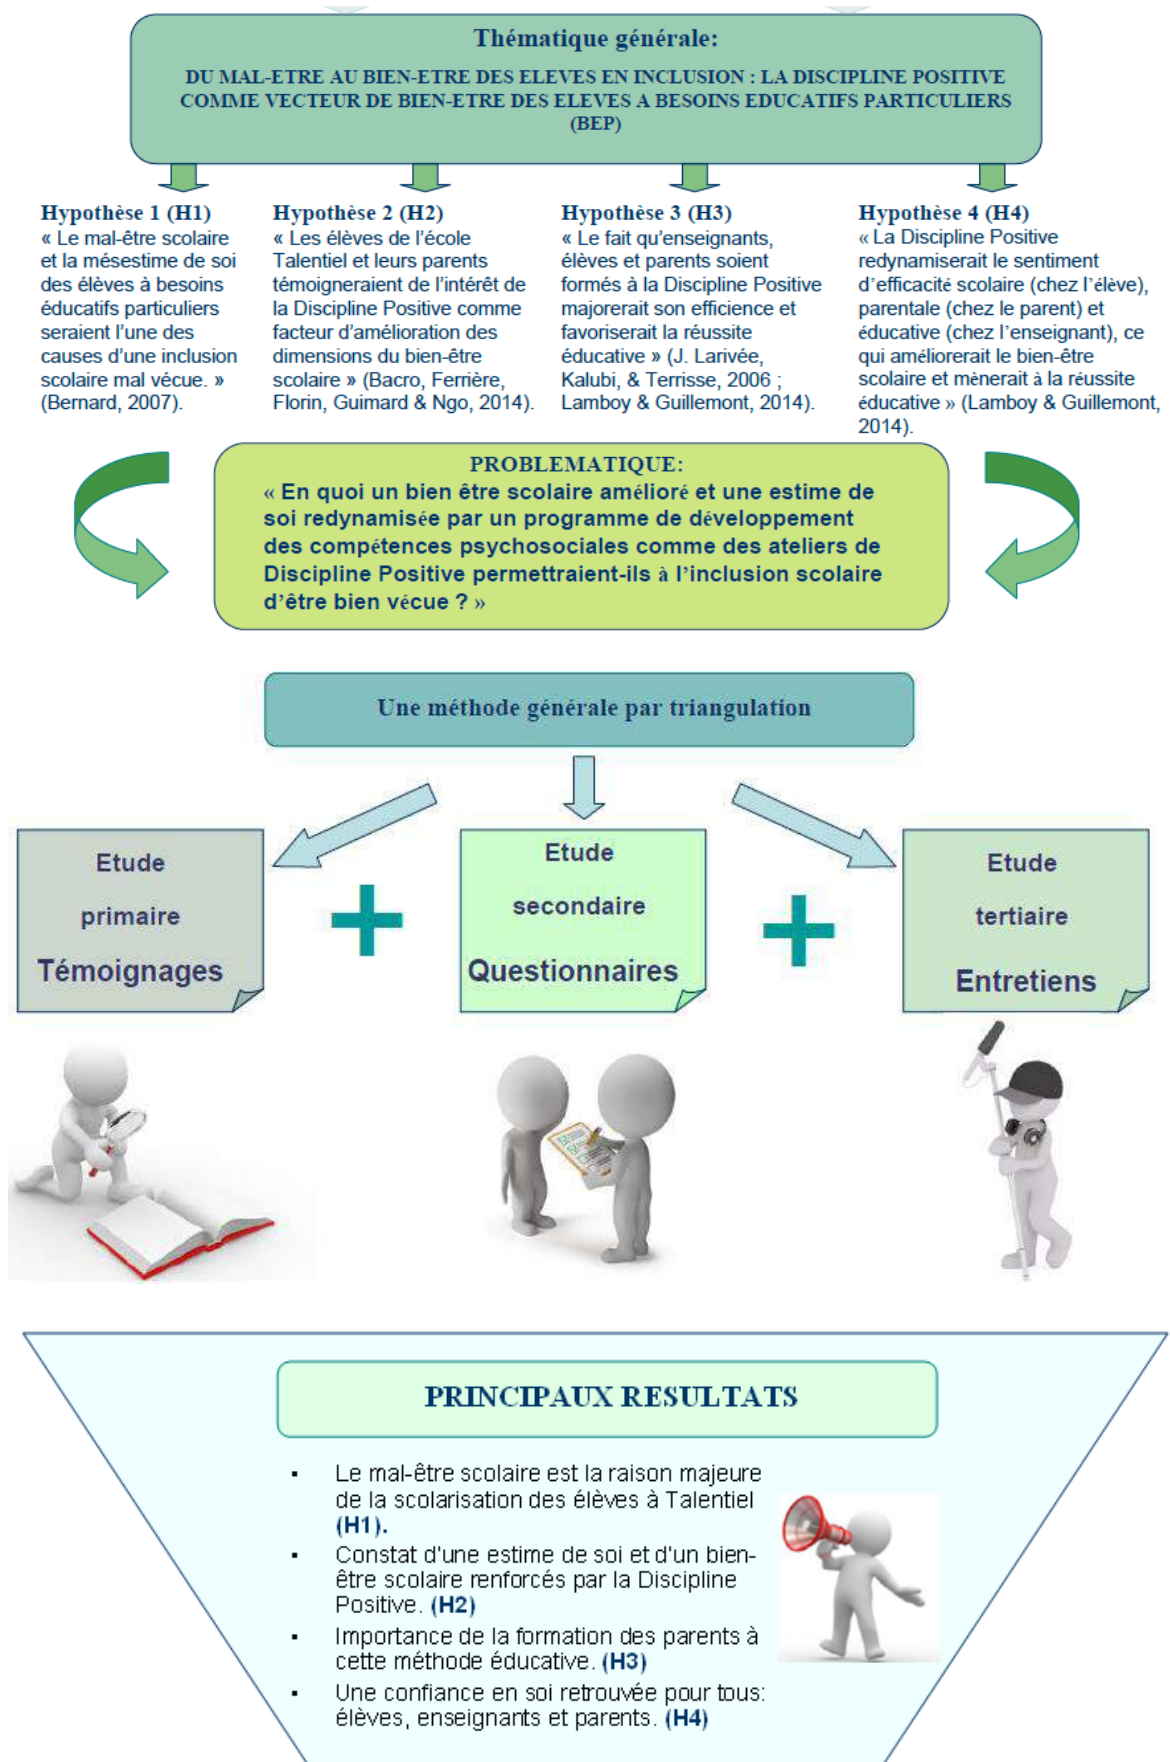 Thématique générale:
DU MAL-ETRE AU BIEN-ETRE DES ELEVES EN INCLUSION : LA DISCIPLINE POSITIVE
COMME VECTEUR DE BIEN-ETRE DES ELEVES A BESOINS EDUCATIFS PARTICULIERS
(BEP)
Hypothèse 1 (H1)
« Le mal-être scolaire
et la mésestime de soi
des élèves à besoins
éducatifs particuliers
seraient l'une des
causes d'une inclusion
scolaire mal vécue. »
(Bernard, 2007).
Hypothèse 2 (H2)
« Les élèves de l'école
Talentiel et leurs parents
témoigneraient de l'intérêt de
la Discipline Positive comme
facteur d'amélioration des
dimensions du bien-être
scolaire » (Bacro, Ferrière,
Florin, Guimard & Ngo, 2014).
Hypothèse 3 (H3)
« Le fait qu'enseignants,
élèves et parents soient
formés à la Discipline Positive
majorerait son efficience et
favoriserait la réussite
éducative » (J. Larivée,
Kalubi, & Terrisse, 2006 ;
Lamboy & Guillemont, 2014).
Hypothèse 4 (H4)
« La Discipline Positive
redynamiserait le sentiment
d'efficacité scolaire (chez l'élève),
parentale (chez le parent) et
éducative (chez l'enseignant), ce
qui améliorerait le bien-être
scolaire et mènerait à la réussite
éducative » (Lamboy & Guillemont,
2014).
PROBLEMATIQUE:
« En quoi un bien être scolaire amélioré et une estime de
soi redynamisée par un programme de développement
des compétences psychosociales comme des ateliers de
Discipline Positive permettraient-ils à l'inclusion scolaire
d'être bien vécue ? »
Une méthode générale par triangulation
Etude
primaire
Témoignages
Etude
secondaire
Questionnaires
Etude
tertiaire
Entretiens
PRINCIPAUX RESULTATS
▪ Le mal-être scolaire est la raison majeure
de la scolarisation des élèves à Talentiel
(H1).
▪ Constat d'une estime de soi et d'un bien-
être scolaire renforcés par la Discipline
Positive. (H2)
▪ Importance de la formation des parents à
cette méthode éducative. (H3)
▪ Une confiance en soi retrouvée pour tous:
élèves, enseignants et parents. (H4)